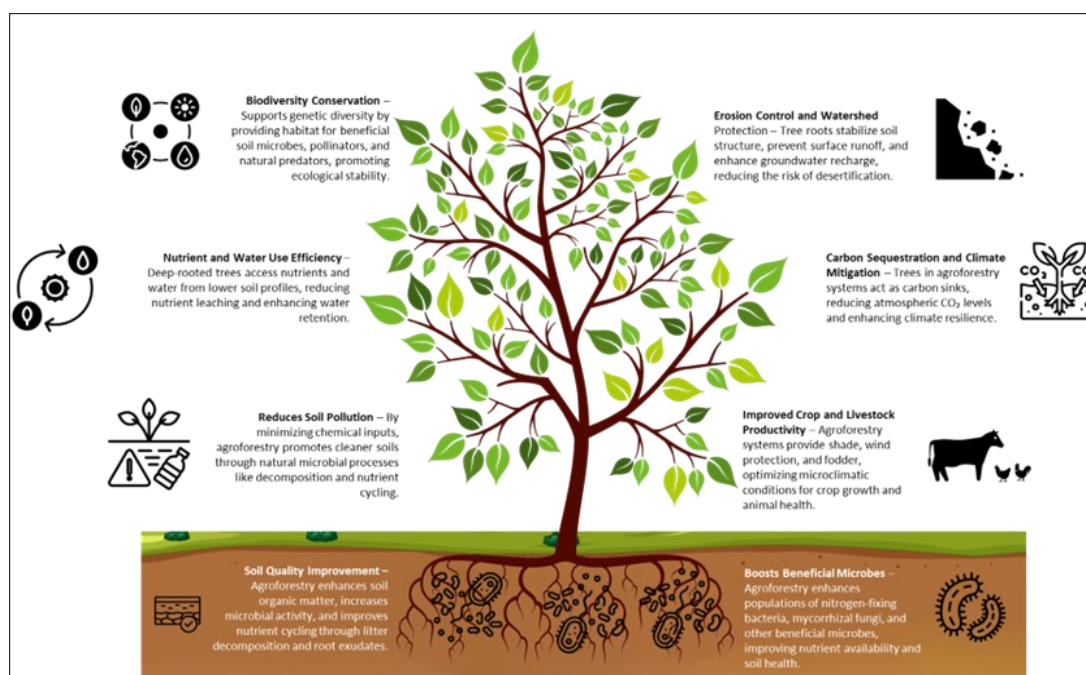 Biodiversity Conservation –
Supports genetic diversity by
providing habitat for beneficial
soil microbes, pollinators, and
natural predators, promoting
ecological stability.
Erosion Control and Watershed
Protection – Tree roots stabilize soil
structure, prevent surface runoff, and
enhance groundwater recharge,
reducing the risk of desertification.
Nutrient and Water Use Efficiency –
Deep-rooted trees access nutrients and
water from lower soil profiles, reducing
nutrient leaching and enhancing water
retention.
Carbon Sequestration and Climate
Mitigation – Trees in agroforestry
systems act as carbon sinks,
reducing atmospheric CO₂ levels
and enhancing climate resilience.
CO₂ CO₂
Reduces Soil Pollution – By
minimizing chemical inputs,
agroforestry promotes cleaner soils
through natural microbial processes
like decomposition and nutrient
cycling.
Improved Crop and Livestock
Productivity – Agroforestry
systems provide shade, wind
protection, and fodder,
optimizing microclimatic
conditions for crop growth and
animal health.
Soil Quality Improvement –
Agroforestry enhances soil
organic matter, increases
microbial activity, and improves
nutrient cycling through litter
decomposition and root exudates.
Boosts Beneficial Microbes –
Agroforestry enhances
populations of nitrogen-fixing
bacteria, mycorrhizal fungi, and
other beneficial microbes,
improving nutrient availability and
soil health.